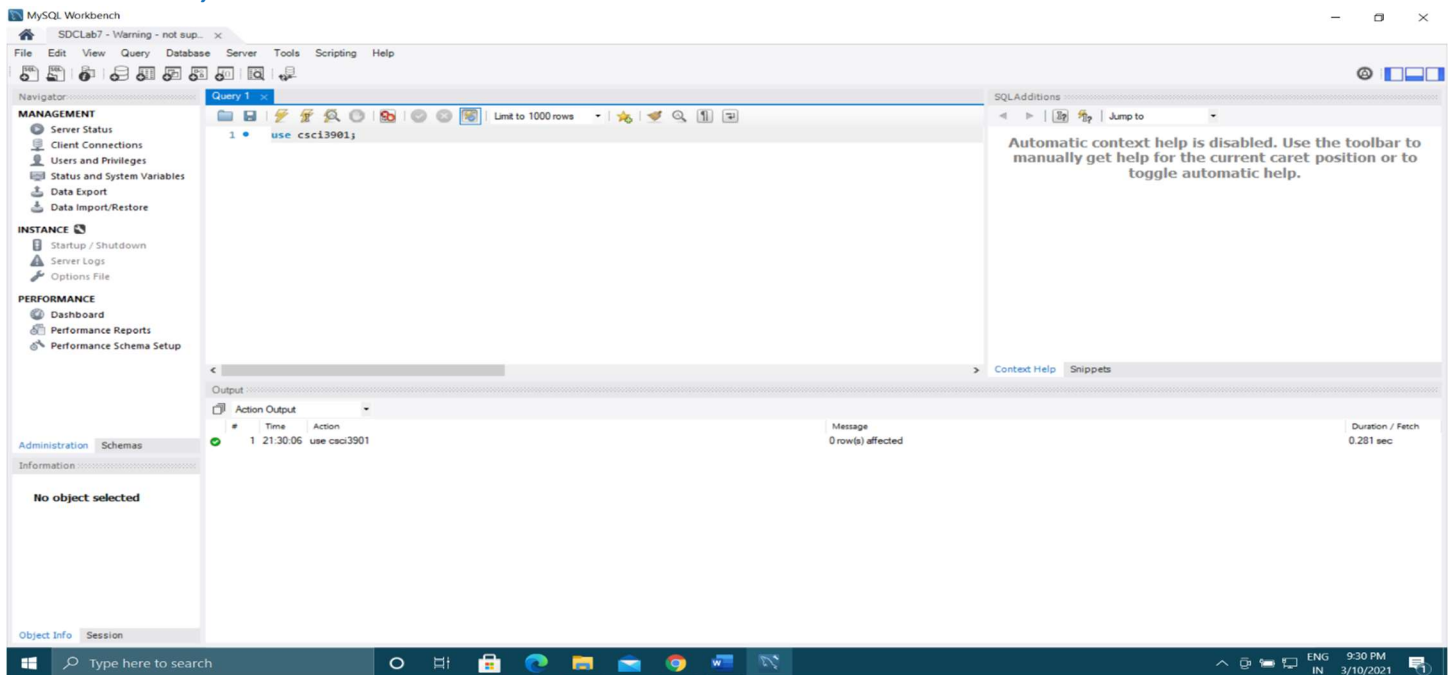 MySQL Workbench
SDCLab7 - Warning - not sup...
File Edit View Query Database Server Tools Scripting Help
Navigator
MANAGEMENT
Server Status
Client Connections
Users and Privileges
Status and System Variables
Data Export
Data Import/Restore
INSTANCE
Startup / Shutdown
Server Logs
Options File
PERFORMANCE
Dashboard
Performance Reports
Performance Schema Setup
Administration Schemas
Information
No object selected
Object Info Session
Query 1
Limit to 1000 rows
1 use csci3901;
SQLAdditions
Jump to
Automatic context help is disabled. Use the toolbar to
manually get help for the current caret position or to
toggle automatic help.
Context Help Snippets
Output
Action Output
# Time Action Message Duration / Fetch
1 21:30:06 use csci3901 0 row(s) affected 0.281 sec
Type here to search
ENG 9:30 PM
IN 3/10/2021